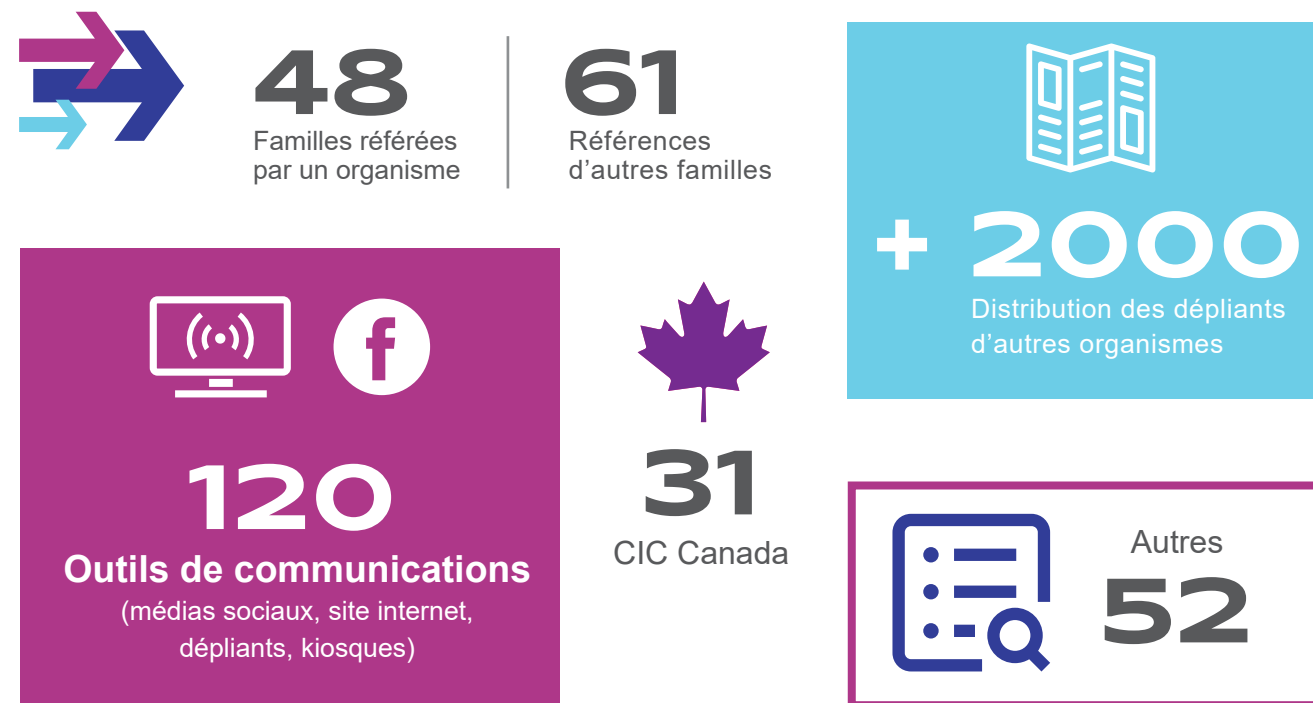 48
Familles référées
par un organisme
61
Références
d'autres familles
+ 2000
Distribution des dépliants
d'autres organismes
f
120
Outils de communications
(médias sociaux, site internet,
dépliants, kiosques)
31
CIC Canada
Autres
52